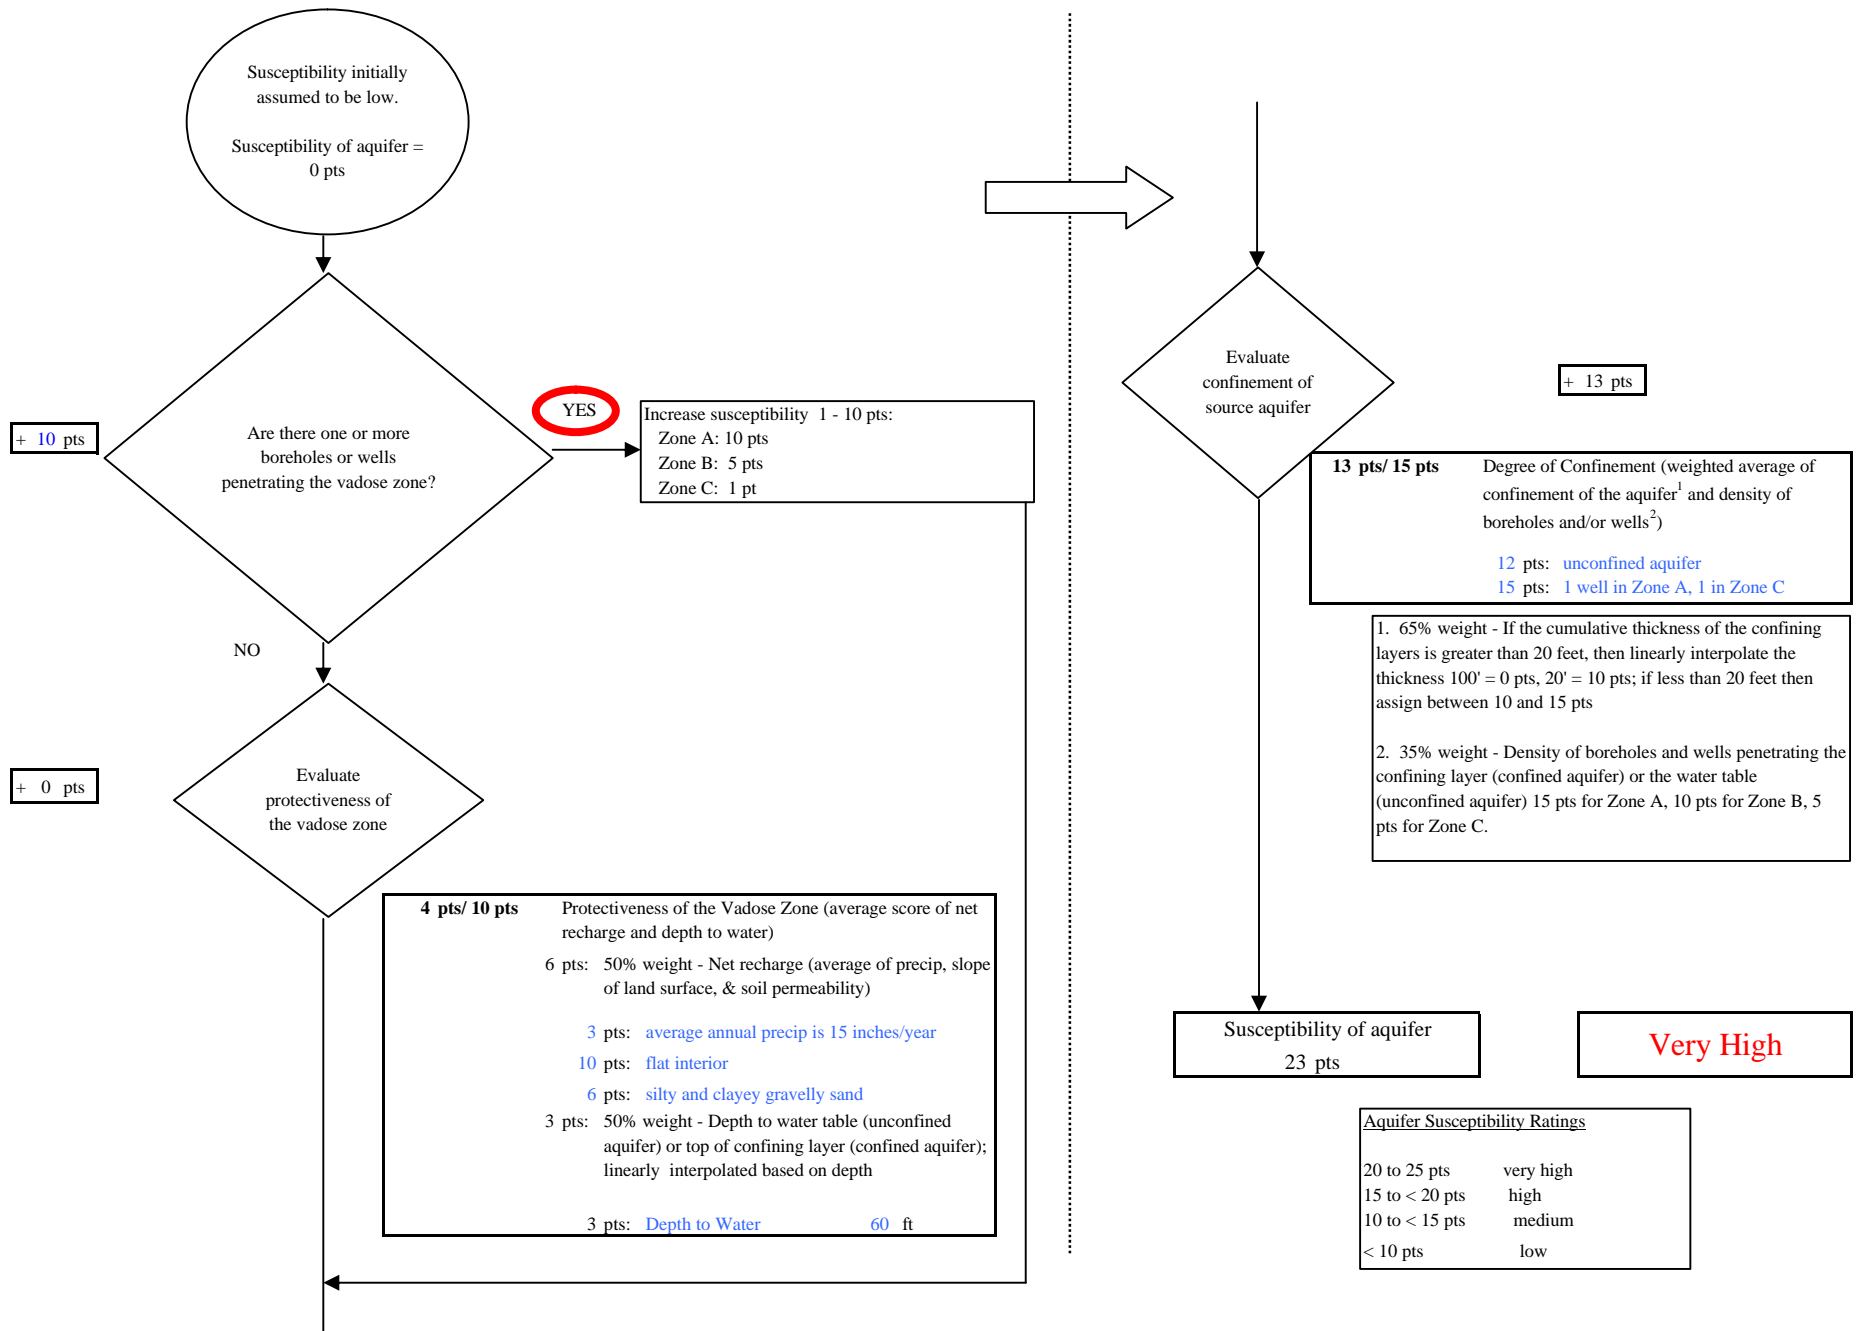 Susceptibility initially
assumed to be low.
Susceptibility of aquifer =
0 pts
+ 10 pts
Are there one or more
boreholes or wells
penetrating the vadose zone?
YES
Increase susceptibility 1 - 10 pts:
Zone A: 10 pts
Zone B: 5 pts
Zone C: 1 pt
NO
+ 0 pts
Evaluate
protectiveness of
the vadose zone
4 pts/ 10 pts Protectiveness of the Vadose Zone (average score of net
recharge and depth to water)
6 pts: 50% weight - Net recharge (average of precip, slope
of land surface, & soil permeability)
3 pts: average annual precip is 15 inches/year
10 pts: flat interior
6 pts: silty and clayey gravelly sand
3 pts: 50% weight - Depth to water table (unconfined
aquifer) or top of confining layer (confined aquifer);
linearly interpolated based on depth
3 pts: Depth to Water 60 ft
Evaluate
confinement of
source aquifer
+ 13 pts
13 pts/ 15 pts Degree of Confinement (weighted average of
confinement of the aquifer1 and density of
boreholes and/or wells2)
12 pts: unconfined aquifer
15 pts: 1 well in Zone A, 1 in Zone C
1. 65% weight - If the cumulative thickness of the confining
layers is greater than 20 feet, then linearly interpolate the
thickness 100' = 0 pts, 20' = 10 pts; if less than 20 feet then
assign between 10 and 15 pts
2. 35% weight - Density of boreholes and wells penetrating the
confining layer (confined aquifer) or the water table
(unconfined aquifer) 15 pts for Zone A, 10 pts for Zone B, 5
pts for Zone C.
Susceptibility of aquifer
23 pts
Very High
Aquifer Susceptibility Ratings
20 to 25 pts very high
15 to < 20 pts high
10 to < 15 pts medium
< 10 pts low